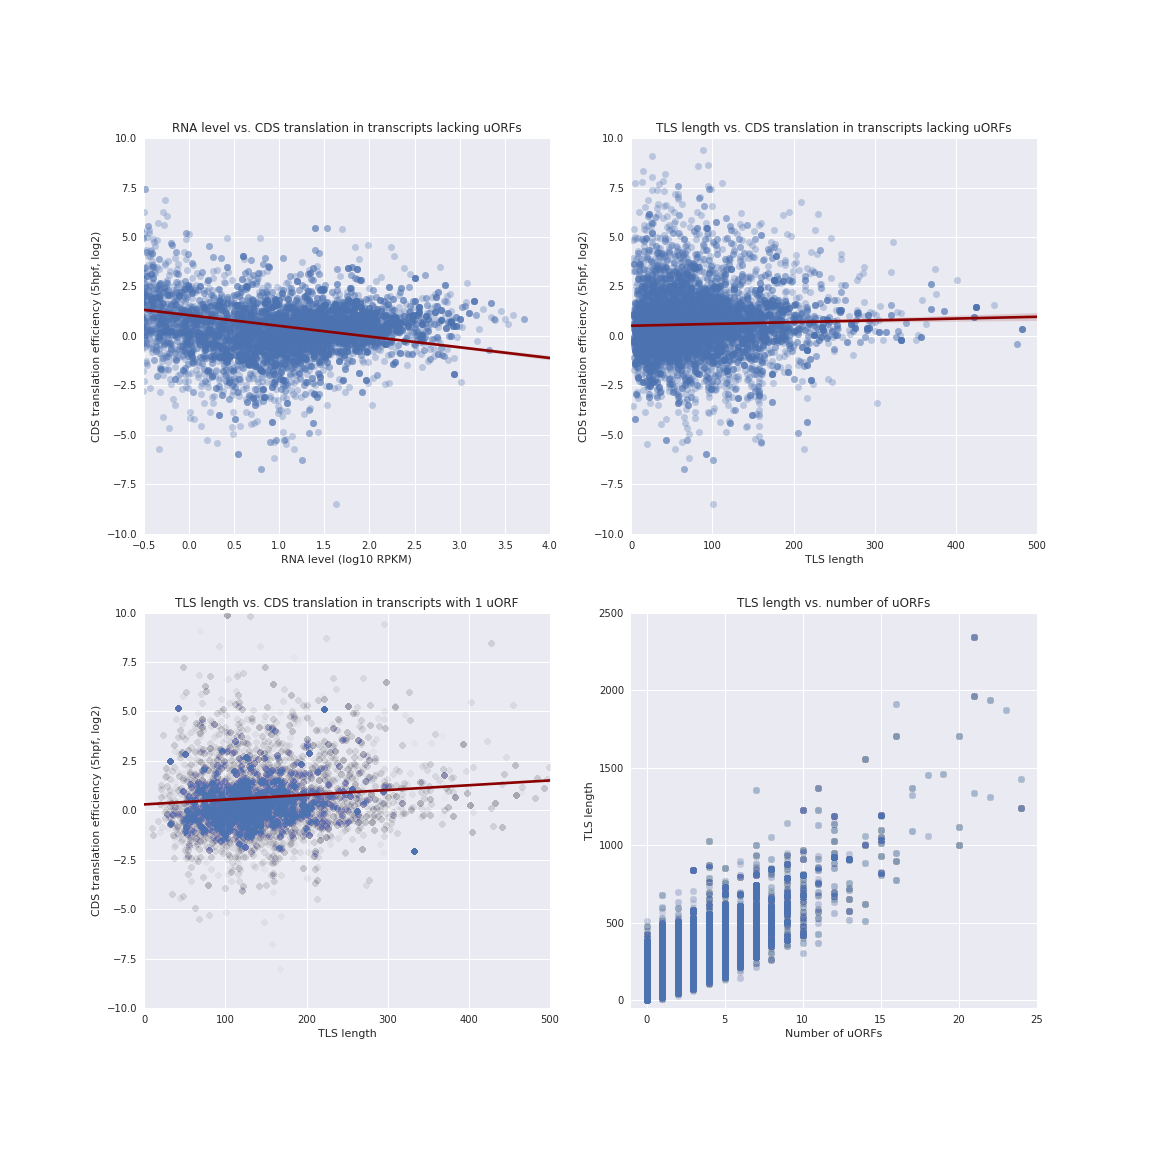 RNA level vs. CDS translation in transcripts lacking uORFs
CDS translation efficiency (5hpf, log2)
10.0
7.5
5.0
2.5
0.0
−2.5
−5.0
−7.5
−10.0
−0.5 0.0 0.5 1.0 1.5 2.0 2.5 3.0 3.5 4.0
RNA level (log10 RPKM)
TLS length vs. CDS translation in transcripts lacking uORFs
CDS translation efficiency (5hpf, log2)
10.0
7.5
5.0
2.5
0.0
−2.5
−5.0
−7.5
−10.0
0 100 200 300 400 500
TLS length
TLS length vs. CDS translation in transcripts with 1 uORF
CDS translation efficiency (5hpf, log2)
10.0
7.5
5.0
2.5
0.0
−2.5
−5.0
−7.5
−10.0
0 100 200 300 400 500
TLS length
TLS length vs. number of uORFs
TLS length
2500
2000
1500
1000
500
0
0 5 10 15 20 25
Number of uORFs